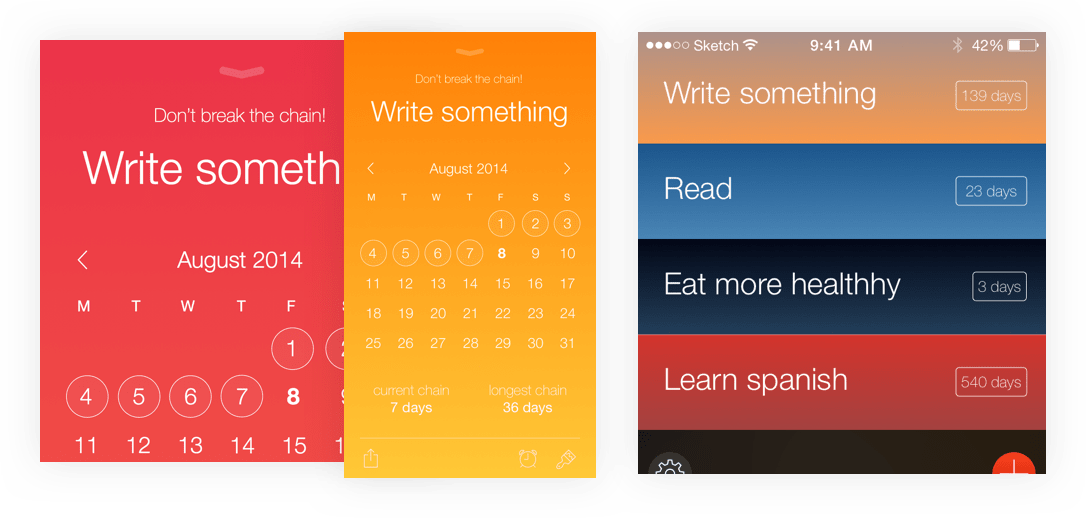 Don't break the chain!
Write someth
August 2014
M T W T F S
1 2
4 5 6 7 8 9
11 12 13 14 15 1
Don't break the chain!
Write something
August 2014
M T W T F S S
1 2 3
4 5 6 7 8 9 10
11 12 13 14 15 16 17
18 19 20 21 22 23 24
25 26 27 28 29 30 31
current chain longest chain
7 days 36 days
Sketch 9:41 AM 42%
Write something 139 days
Read 23 days
Eat more healthhy 3 days
Learn spanish 540 days